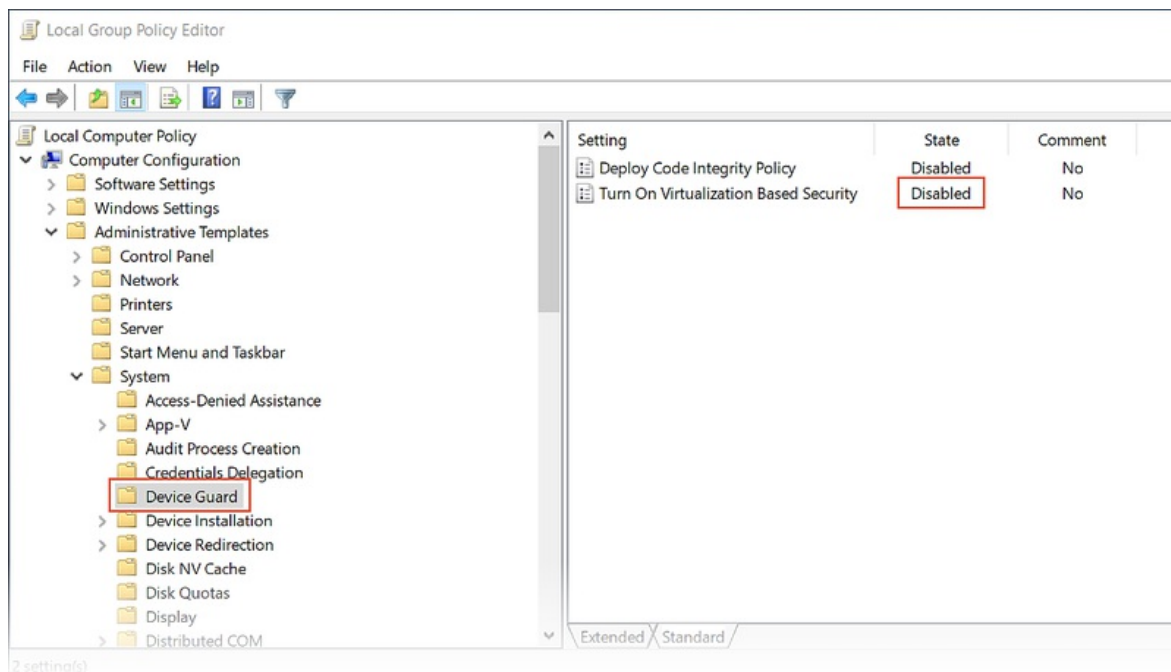 Local Group Policy Editor
File Action View Help
Local Computer Policy
Computer Configuration
Software Settings
Windows Settings
Administrative Templates
Control Panel
Network
Printers
Server
Start Menu and Taskbar
System
Access-Denied Assistance
App-V
Audit Process Creation
Credentials Delegation
Device Guard
Device Installation
Device Redirection
Disk NV Cache
Disk Quotas
Display
Distributed COM
Setting State Comment
Deploy Code Integrity Policy Disabled No
Turn On Virtualization Based Security Disabled No
Extended Standard
2 setting(s)